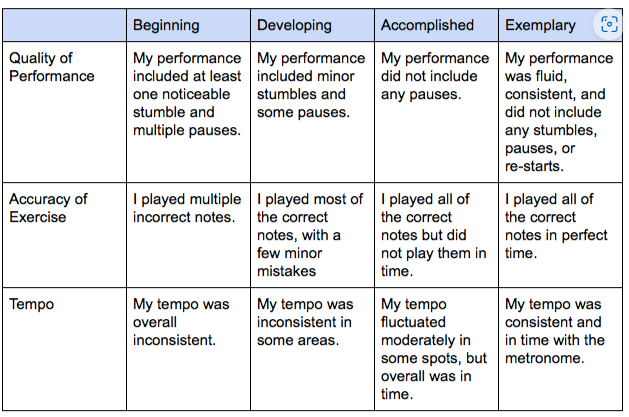 Beginning Developing Accomplished Exemplary
Quality of
Performance
My performance
included at least
one noticeable
stumble and
multiple pauses.
My performance
included minor
stumbles and
some pauses.
My performance
did not include
any pauses.
My performance
was fluid,
consistent, and
did not include
any stumbles,
pauses, or
re-starts.
Accuracy of
Exercise
I played multiple
incorrect notes.
I played most of
the correct
notes, with a
few minor
mistakes
I played all of
the correct
notes but did
not play them in
time.
I played all of
the correct
notes in perfect
time.
Tempo
My tempo was
overall
inconsistent.
My tempo was
inconsistent in
some areas.
My tempo
fluctuated
moderately in
some spots, but
overall was in
time.
My tempo was
consistent and
in time with the
metronome.